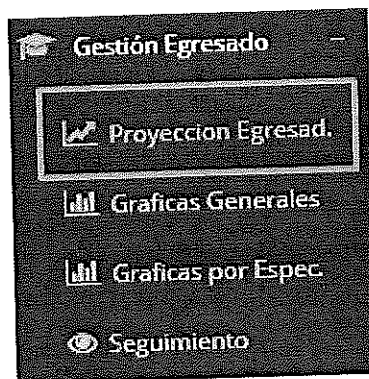 Gestión Egresado
Proyeccion Egresad.
Graficas Generales
Graficas por Espec.
Seguimiento